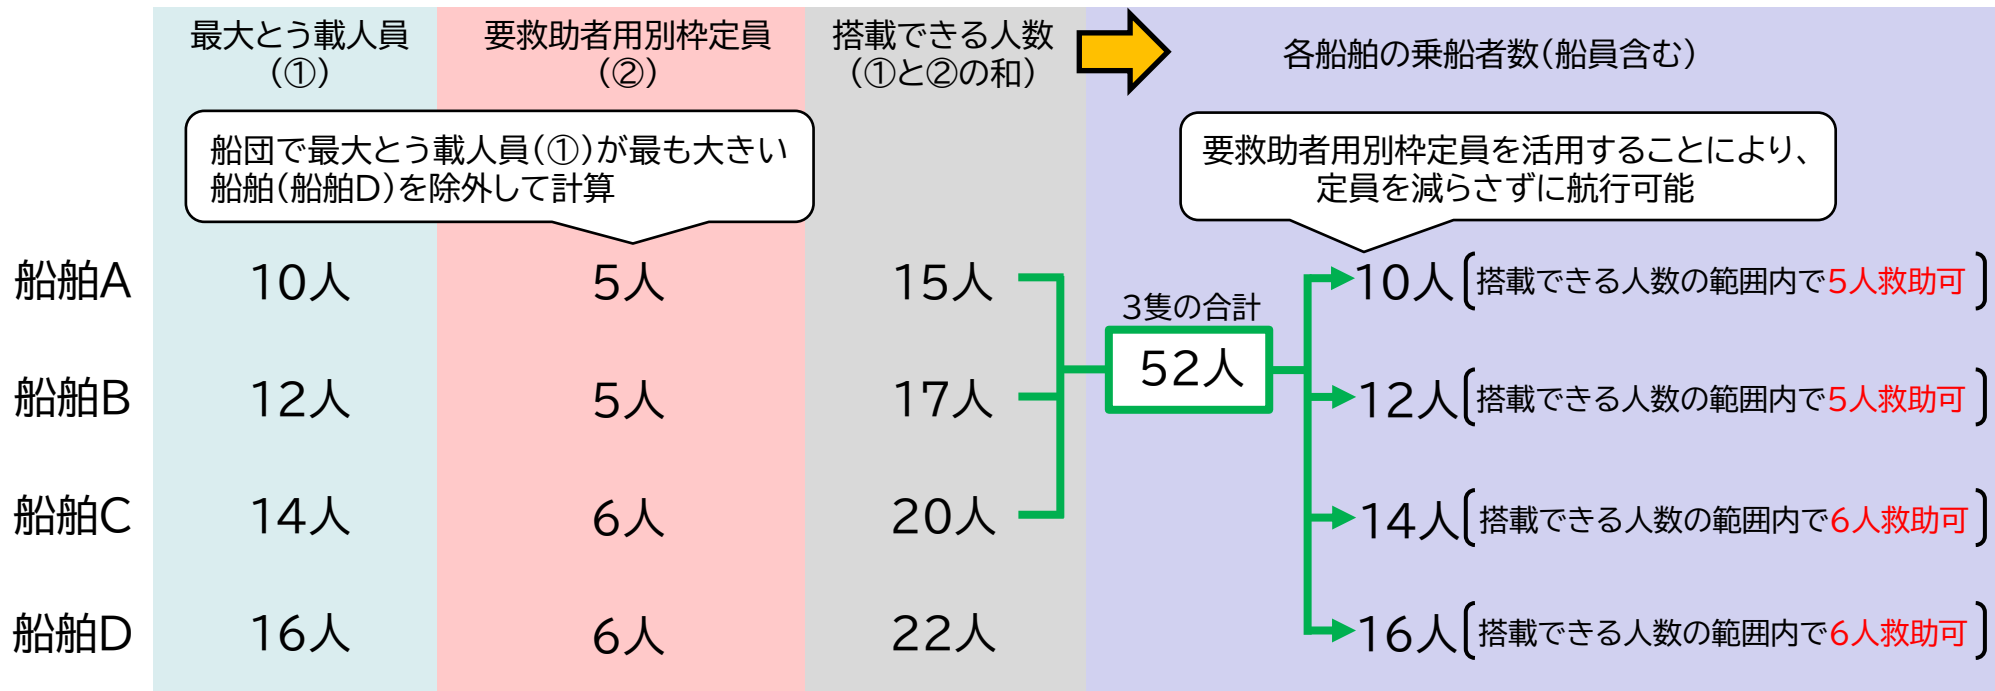 最大とう載人員
(①)
要救助者用別枠定員
(②)
搭載できる人数
(①と②の和)
各船舶の乗船者数(船員含む)
船団で最大とう載人員(①)が最も大きい
船舶(船舶D)を除外して計算
要救助者用別枠定員を活用することにより、
定員を減らさずに航行可能
船舶A
10人
5人
15人
10人 搭載できる人数の範囲内で5人救助可
3隻の合計
52人
船舶B
12人
5人
17人
12人 搭載できる人数の範囲内で5人救助可
船舶C
14人
6人
20人
14人 搭載できる人数の範囲内で6人救助可
船舶D
16人
6人
22人
16人 搭載できる人数の範囲内で6人救助可